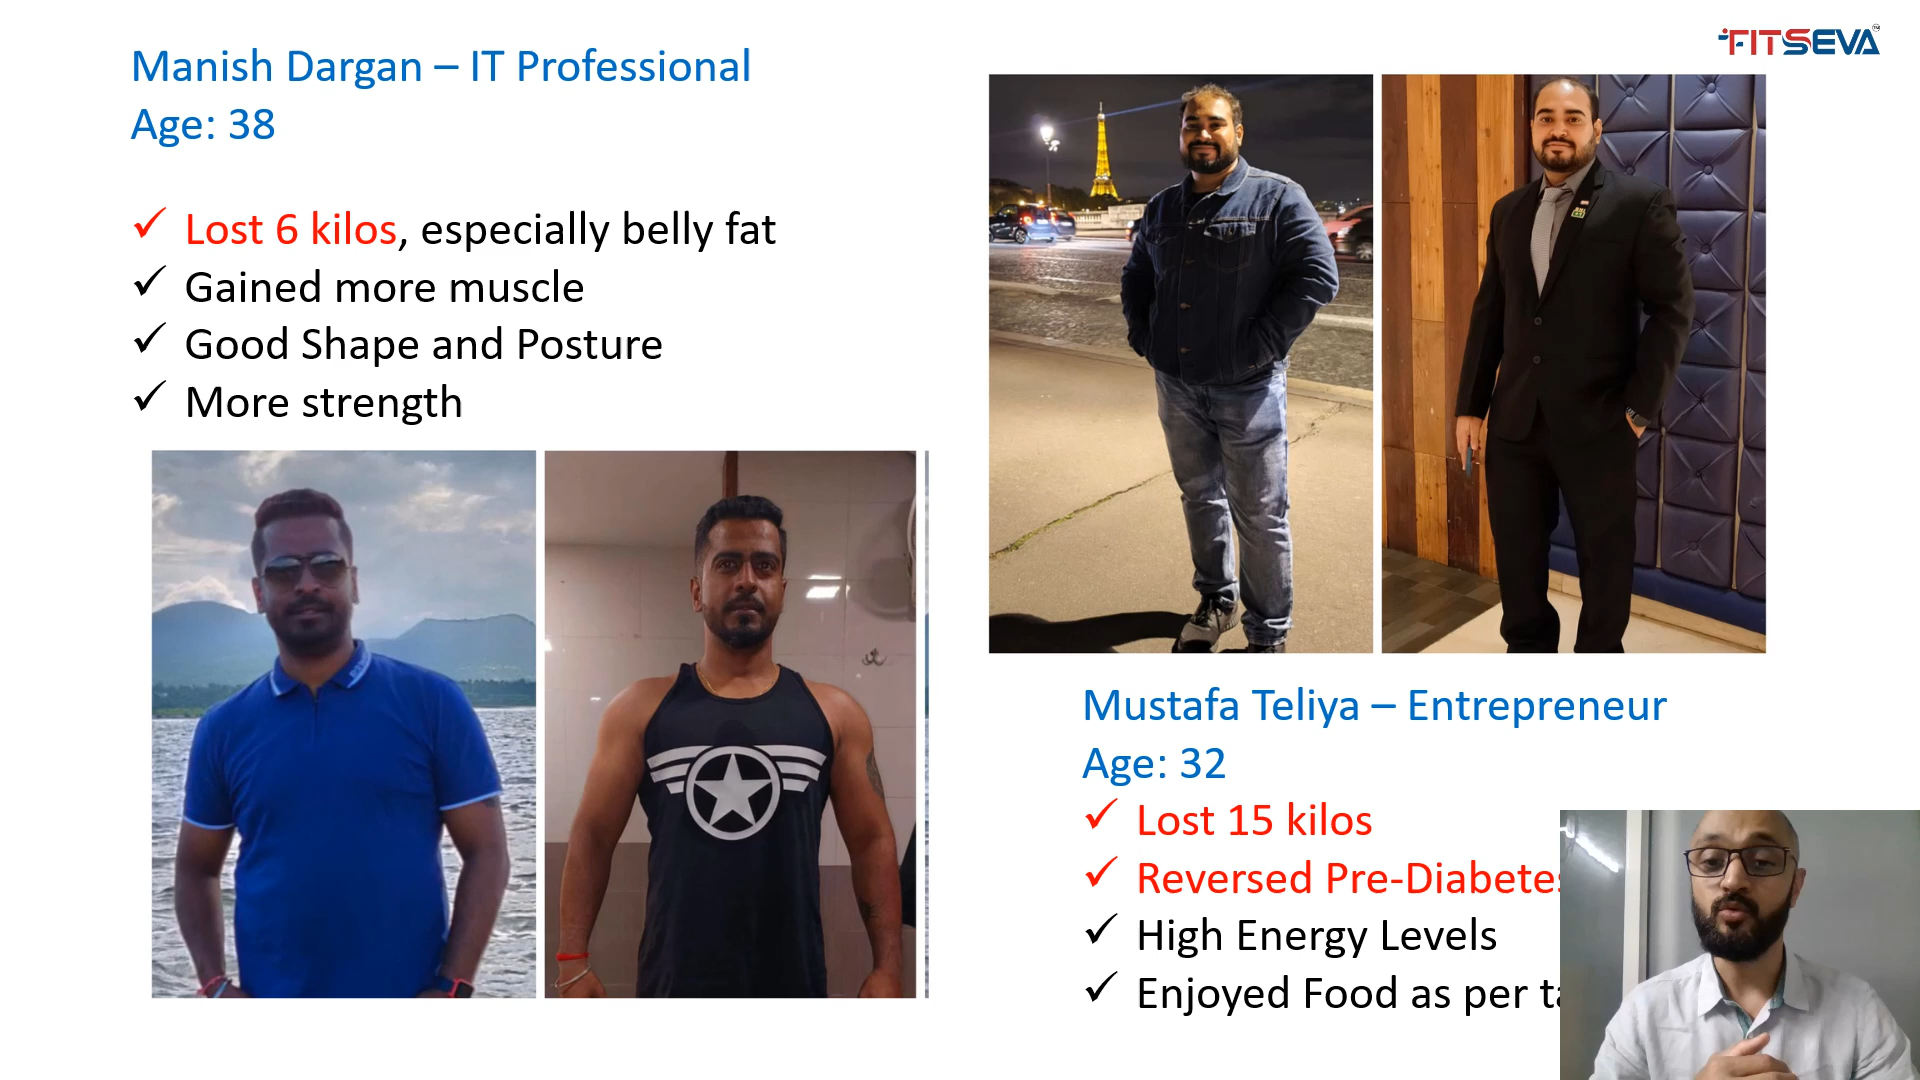 Manish Dargan – IT Professional
Age: 38
Lost 6 kilos, especially belly fat
Gained more muscle
Good Shape and Posture
More strength
FITSEVA
Mustafa Teliya – Entrepreneur
Age: 32
Lost 15 kilos
Reversed Pre-Diabetes
High Energy Levels
Enjoyed Food as per